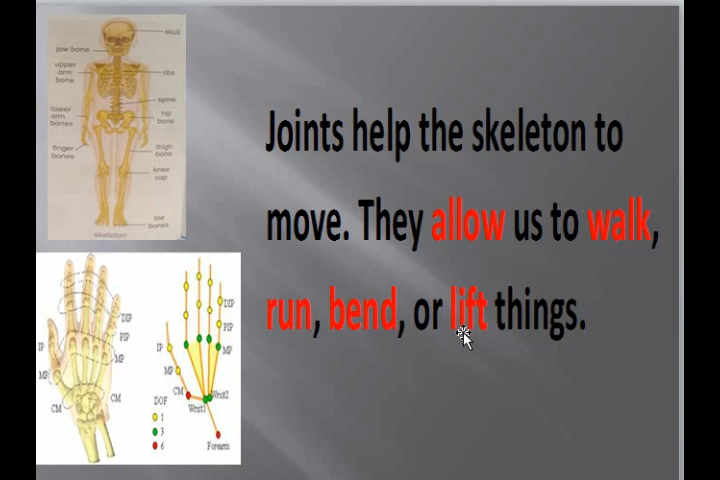 skull
jaw bone
upper
arm
bone
ribs
spine
lower
arm
bones
hip
bone
finger
bones
thigh
bone
knee
cap
toe
bones
skeleton
Joints help the skeleton to
move. They allow us to walk,
run, bend, or lift things.
DIP
PIP
IP
MP
MP
CM
CM
DIP
PIP
IP
MP
MP
CM
Wrist2
Wrist1
DOF
1
3
6
Forearm